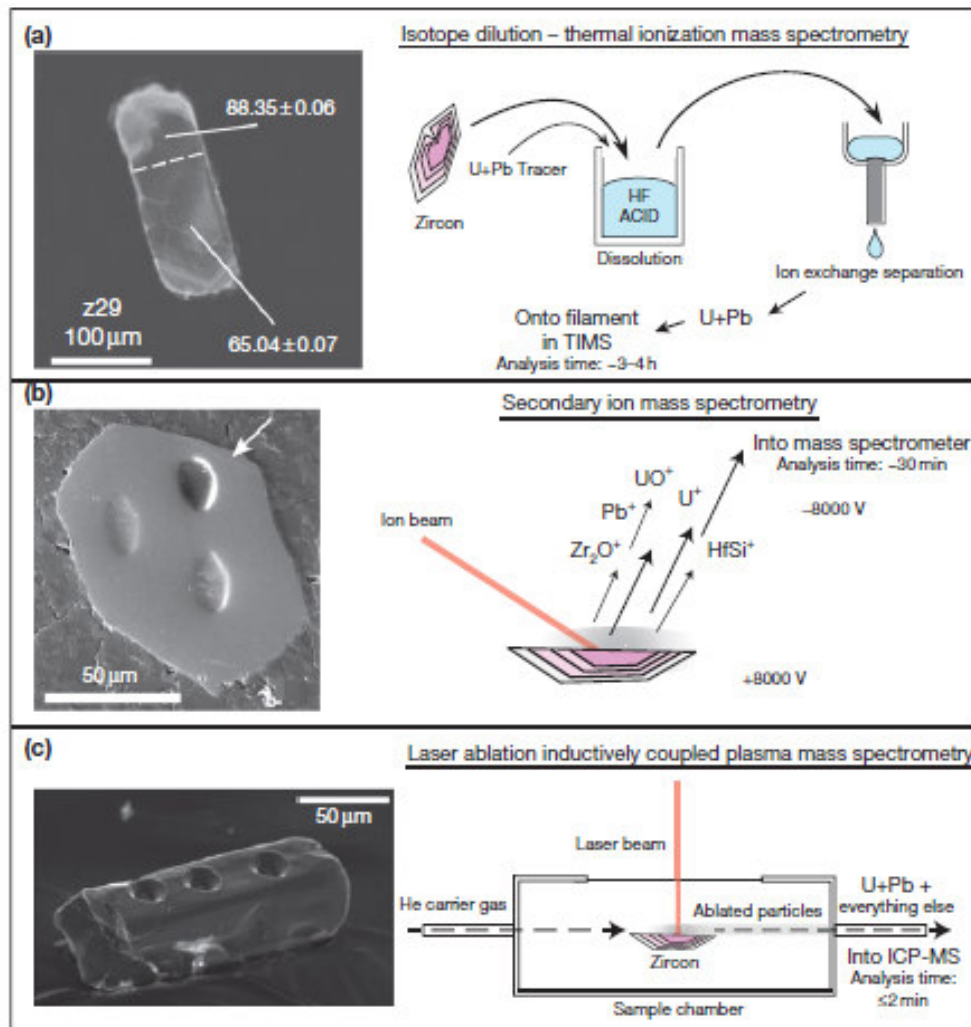 (a)
Isotope dilution – thermal ionization mass spectrometry
88.35±0.06
U+Pb Tracer
Zircon
HF
ACID
Dissolution
Ion exchange separation
z29
100 µm
65.04±0.07
Onto filament
in TIMS
U+Pb
Analysis time: ~3–4 h
(b)
Secondary ion mass spectrometry
Into mass spectrometer
Analysis time: ~30 min
UO⁺
U⁺
Pb⁺
–8000 V
Ion beam
Zr₂O⁺
HfSi⁺
50 µm
+8000 V
(c)
Laser ablation inductively coupled plasma mass spectrometry
50 µm
Laser beam
He carrier gas
Ablated particles
U+Pb +
everything else
Zircon
Into ICP-MS
Analysis time:
≤2 min
Sample chamber